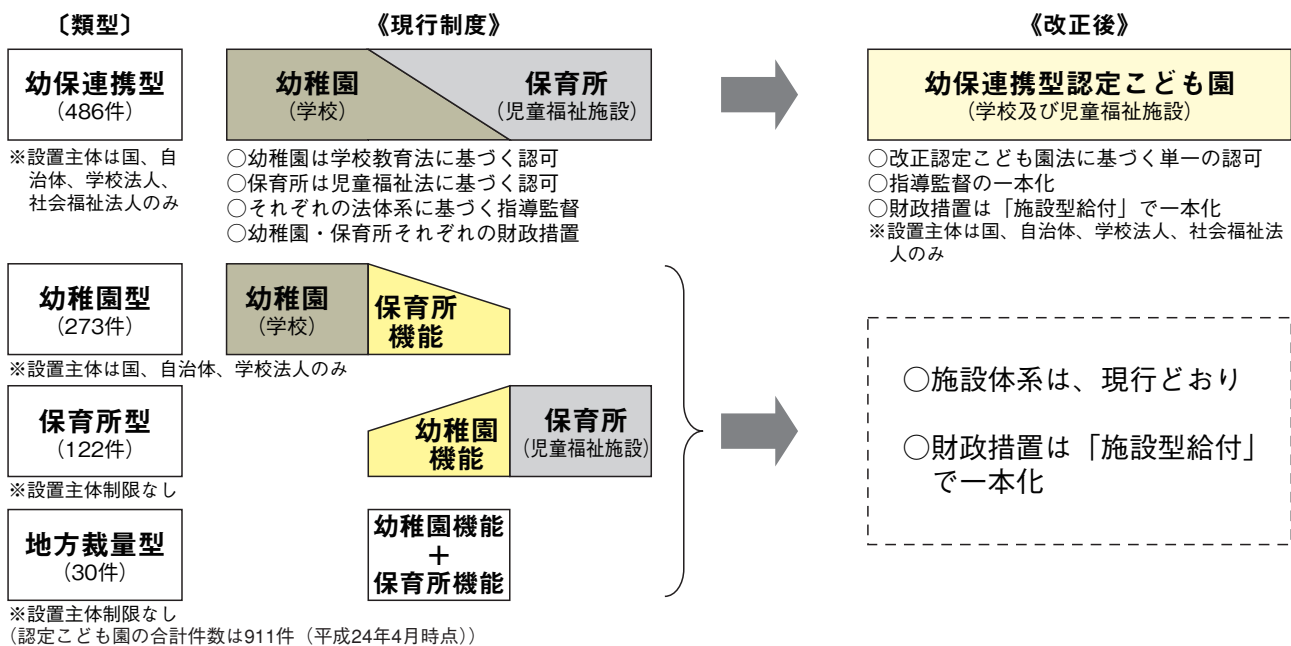 〔類型〕
《現行制度》
《改正後》
幼保連携型
(486件)
幼稚園
(学校)
保育所
(児童福祉施設)
幼保連携型認定こども園
(学校及び児童福祉施設)
※設置主体は国、自
治体、学校法人、
社会福祉法人のみ
○幼稚園は学校教育法に基づく認可
○保育所は児童福祉法に基づく認可
○それぞれの法体系に基づく指導監督
○幼稚園・保育所それぞれの財政措置
○改正認定こども園法に基づく単一の認可
○指導監督の一本化
○財政措置は「施設型給付」で一本化
※設置主体は国、自治体、学校法人、社会福祉法
人のみ
幼稚園型
(273件)
幼稚園
(学校)
保育所
機能
※設置主体は国、自治体、学校法人のみ
保育所型
(122件)
幼稚園
機能
保育所
(児童福祉施設)
※設置主体制限なし
地方裁量型
(30件)
幼稚園機能
＋
保育所機能
※設置主体制限なし
○施設体系は、現行どおり
○財政措置は「施設型給付」
で一本化
（認定こども園の合計件数は911件（平成24年4月時点））